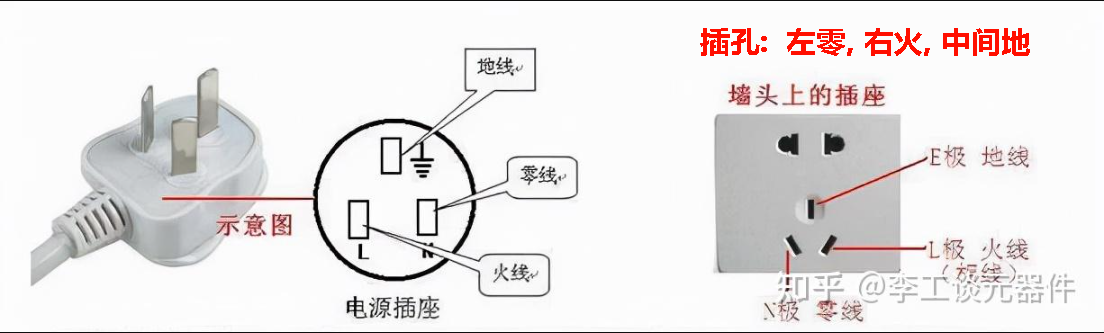 插孔: 左零, 右火, 中间地
地线
墙头上的插座
E极 地线
零线
示意图
L
N
L极 火线
(板线)
火线
电源插座
N极 零线
知乎 @李工谈元器件